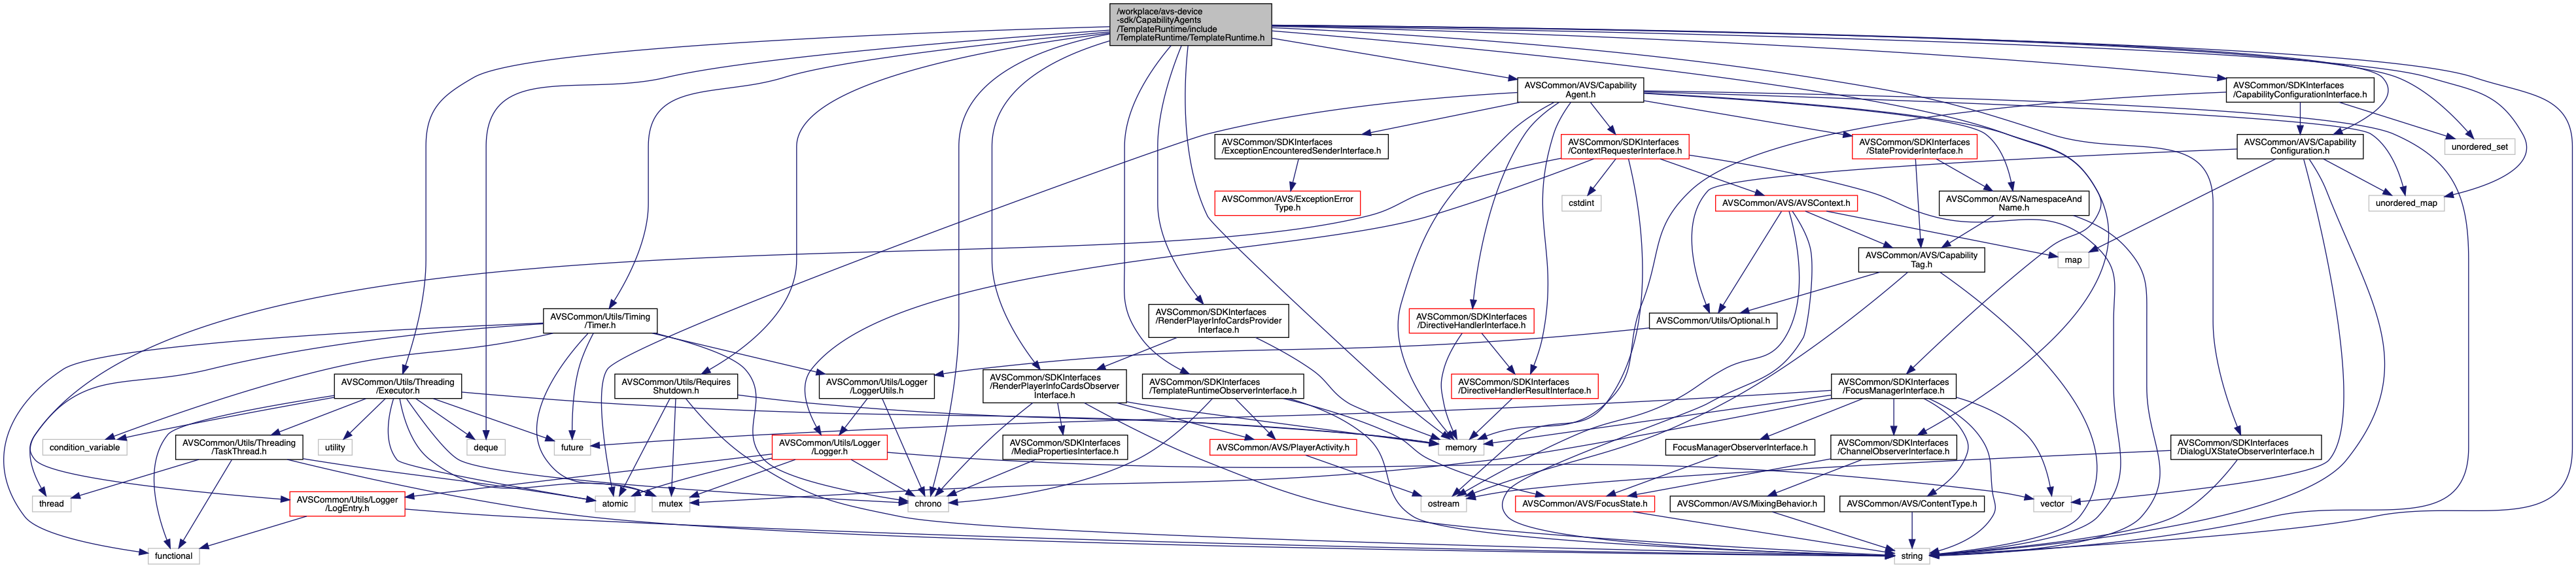 /workplace/avs-device
-sdk/CapabilityAgents
/TemplateRuntime/include
/TemplateRuntime/TemplateRuntime.h
AVSCommon/AVS/Capability
Agent.h
AVSCommon/SDKInterfaces
/CapabilityConfigurationInterface.h
AVSCommon/SDKInterfaces
/ExceptionEncounteredSenderInterface.h
AVSCommon/SDKInterfaces
/ContextRequesterInterface.h
AVSCommon/SDKInterfaces
/StateProviderInterface.h
AVSCommon/AVS/Capability
Configuration.h
unordered_set
AVSCommon/AVS/ExceptionError
Type.h
cstdint
AVSCommon/AVS/AVSContext.h
AVSCommon/AVS/NamespaceAnd
Name.h
unordered_map
AVSCommon/AVS/Capability
Tag.h
map
AVSCommon/Utils/Timing
/Timer.h
AVSCommon/SDKInterfaces
/RenderPlayerInfoCardsProvider
Interface.h
AVSCommon/SDKInterfaces
/DirectiveHandlerInterface.h
AVSCommon/Utils/Optional.h
AVSCommon/Utils/Threading
/Executor.h
AVSCommon/Utils/Requires
Shutdown.h
AVSCommon/Utils/Logger
/LoggerUtils.h
AVSCommon/SDKInterfaces
/RenderPlayerInfoCardsObserver
Interface.h
AVSCommon/SDKInterfaces
/TemplateRuntimeObserverInterface.h
AVSCommon/SDKInterfaces
/DirectiveHandlerResultInterface.h
AVSCommon/SDKInterfaces
/FocusManagerInterface.h
condition_variable
AVSCommon/Utils/Threading
/TaskThread.h
utility
deque
future
AVSCommon/Utils/Logger
/Logger.h
AVSCommon/SDKInterfaces
/MediaPropertiesInterface.h
AVSCommon/AVS/PlayerActivity.h
memory
FocusManagerObserverInterface.h
AVSCommon/SDKInterfaces
/ChannelObserverInterface.h
AVSCommon/SDKInterfaces
/DialogUXStateObserverInterface.h
thread
AVSCommon/Utils/Logger
/LogEntry.h
atomic
mutex
chrono
ostream
AVSCommon/AVS/FocusState.h
AVSCommon/AVS/MixingBehavior.h
AVSCommon/AVS/ContentType.h
vector
functional
string